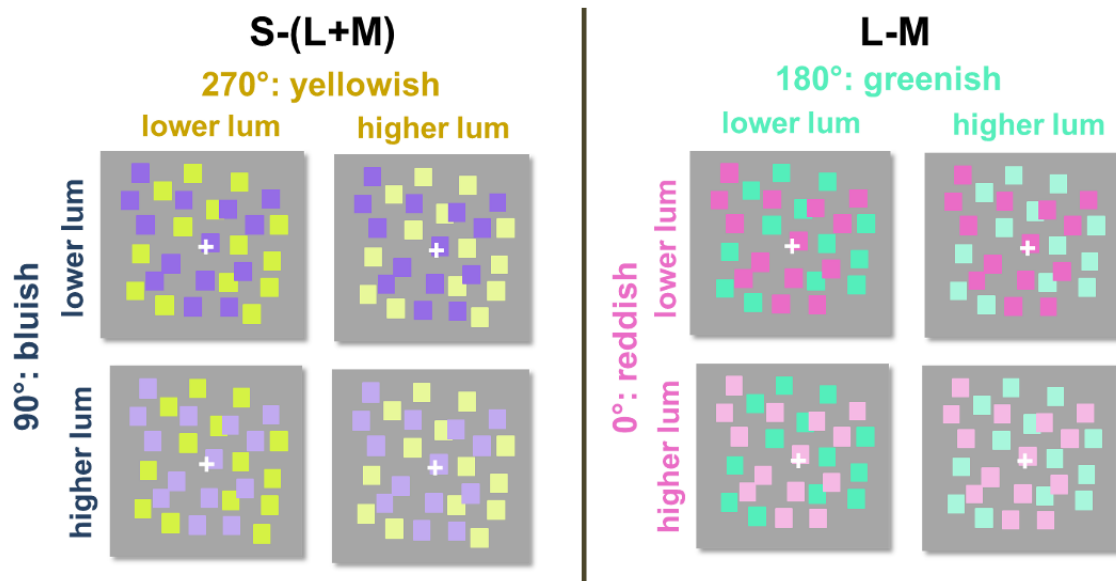 S-(L+M)
270°: yellowish
lower lum
higher lum
90°: bluish
lower lum
higher lum
L-M
180°: greenish
lower lum
higher lum
0°: reddish
lower lum
higher lum